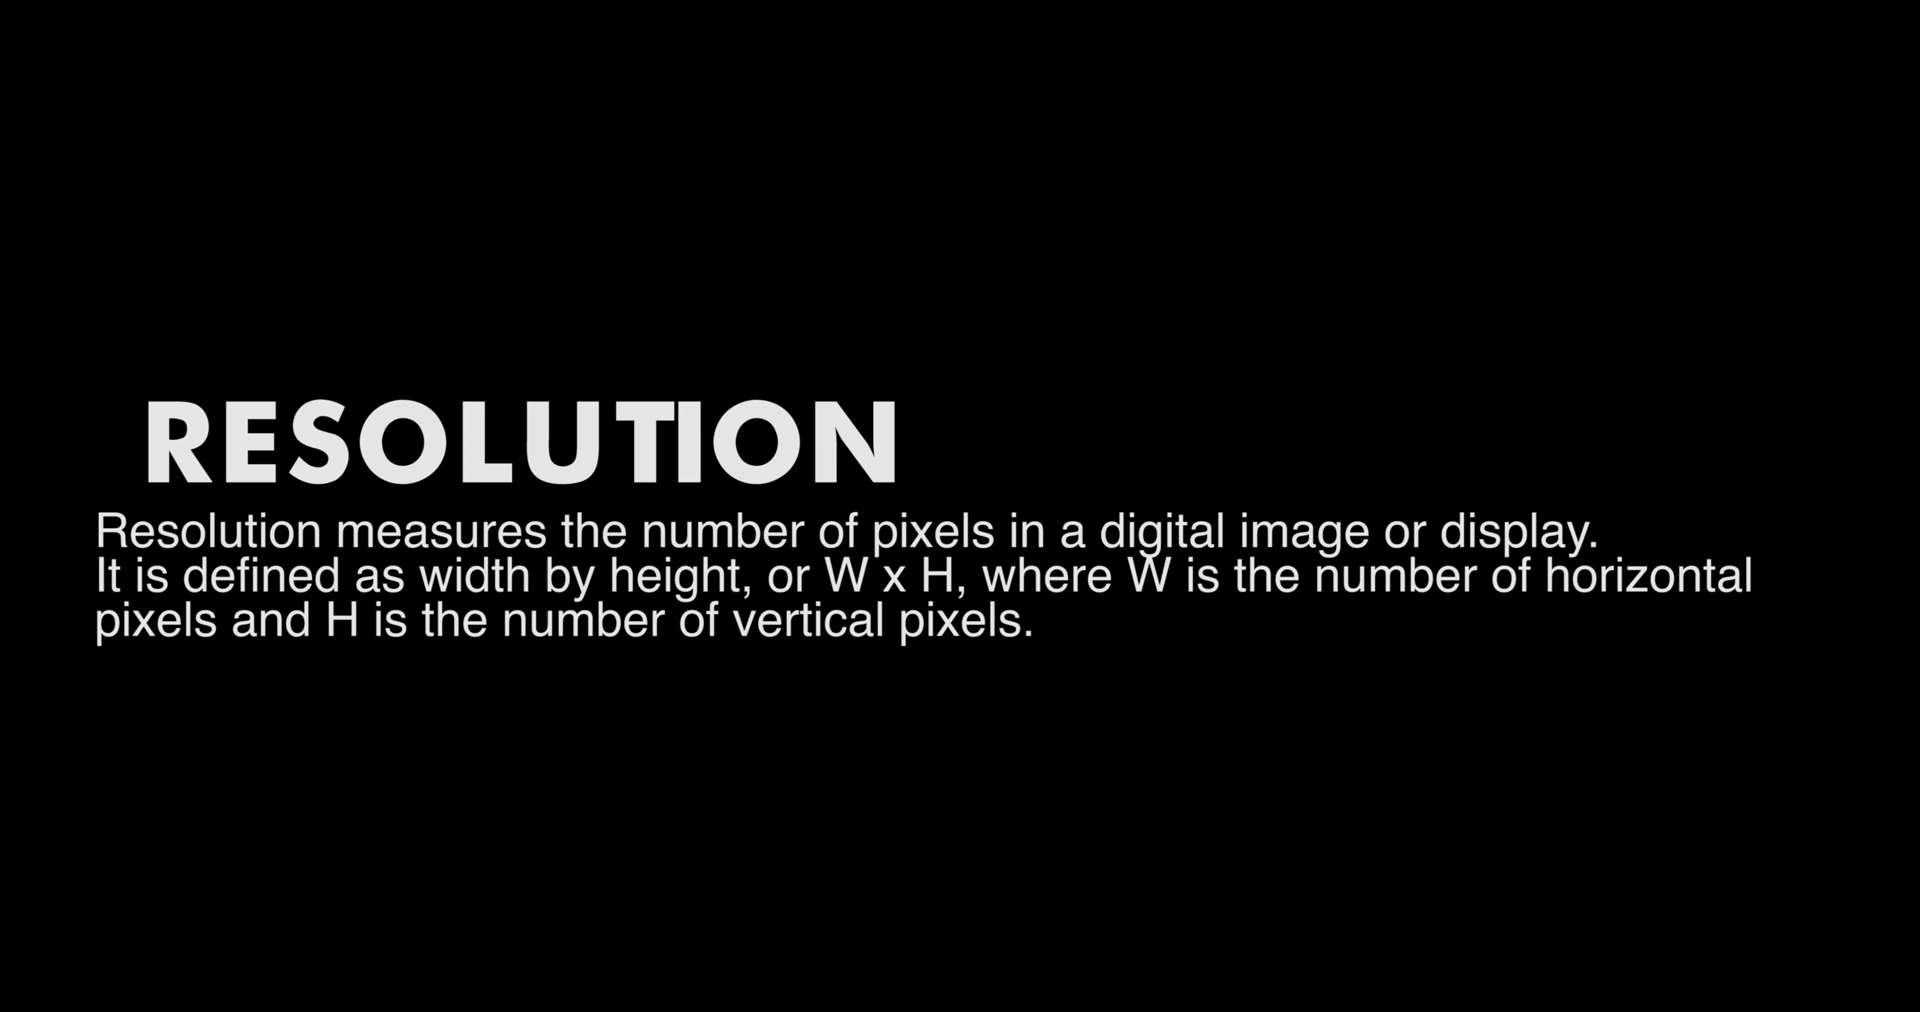 RESOLUTION
Resolution measures the number of pixels in a digital image or display.
It is defined as width by height, or W x H, where W is the number of horizontal
pixels and H is the number of vertical pixels.